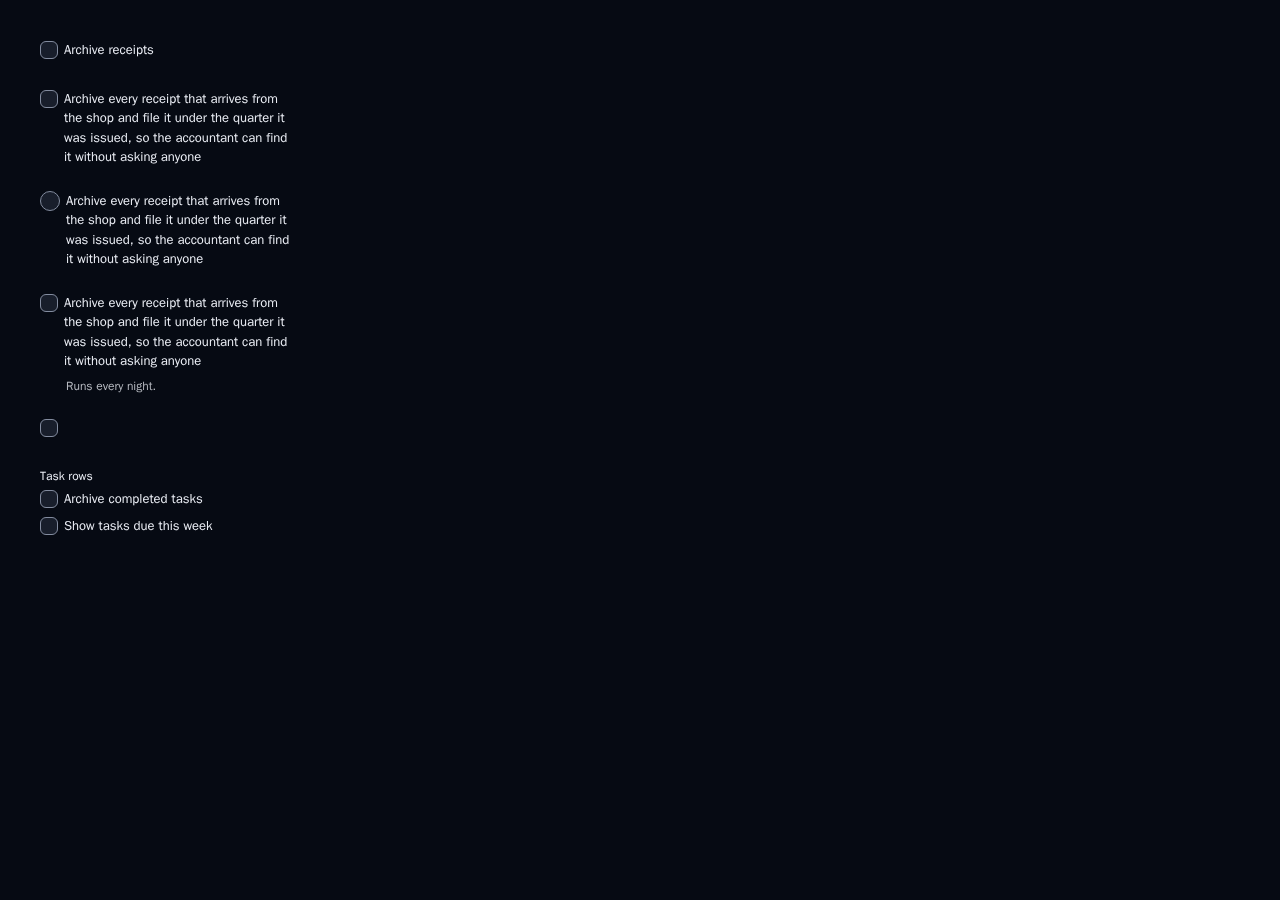 Archive receipts
Archive every receipt that arrives from
the shop and file it under the quarter it
was issued, so the accountant can find
it without asking anyone
Archive every receipt that arrives from
the shop and file it under the quarter it
was issued, so the accountant can find
it without asking anyone
Archive every receipt that arrives from
the shop and file it under the quarter it
was issued, so the accountant can find
it without asking anyone
Runs every night.
Task rows
Archive completed tasks
Show tasks due this week